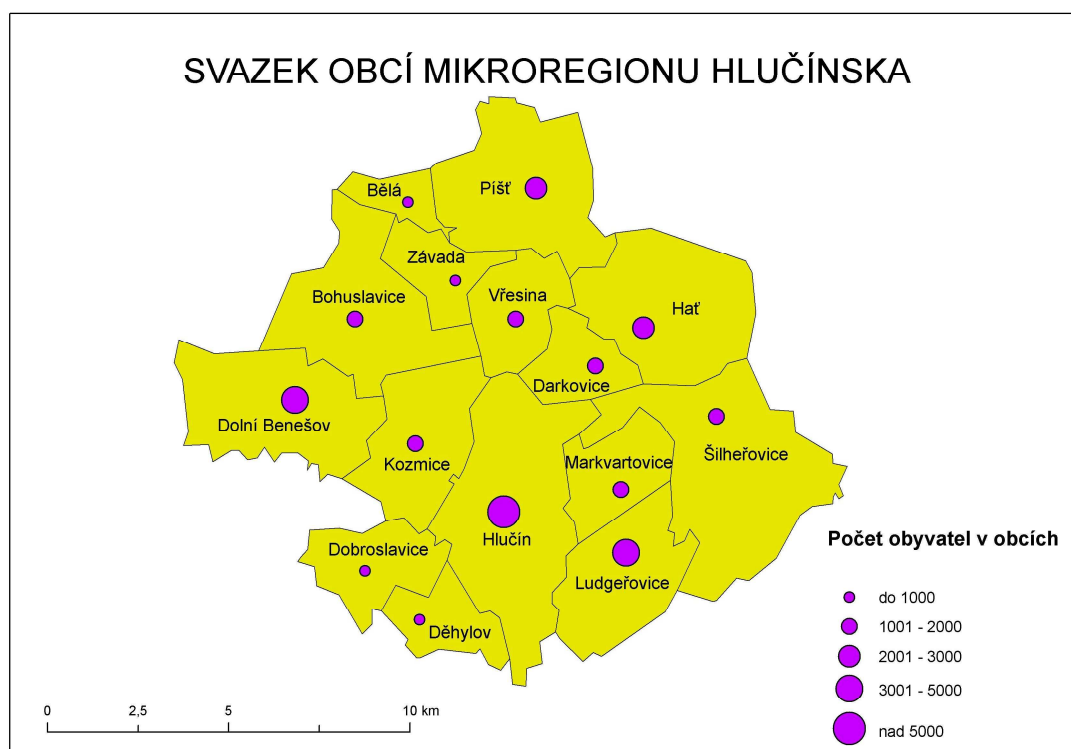 SVAZEK OBCÍ MIKROREGIONU HLUČÍNSKA
Bělá
Píšť
Závada
Bohuslavice
Vřesina
Hať
Darkovice
Dolní Benešov
Kozmice
Markvartovice
Šilheřovice
Hlučín
Dobroslavice
Ludgeřovice
Děhylov
Počet obyvatel v obcích
do 1000
1001 - 2000
2001 - 3000
3001 - 5000
nad 5000
0 2,5 5 10 km